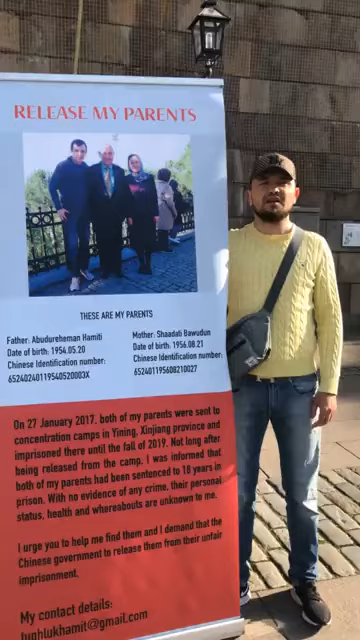 RELEASE MY PARENTS
THESE ARE MY PARENTS
Father: Abudureheman Hamiti
Date of birth: 1954.05.20
Chinese Identification number:
65240240119540520003X
Mother: Shaadati Bawudun
Date of birth: 1956.08.21
Chinese Identification number:
65401195608210027
On 27 January 2017, both of my parents were sent to
concentration camps in Yining, Xinjiang province and
imprisoned there until the fall of 2019. Not long after
being released from the camp, I was informed that
both of my parents had been sentenced to 18 years in
prison. With no evidence of any crime, their personal
status, health and whereabouts are unknown to me.
I urge you to help me find them and I demand that the
Chinese government to release them from their unfair
imprisonment.
My contact details: